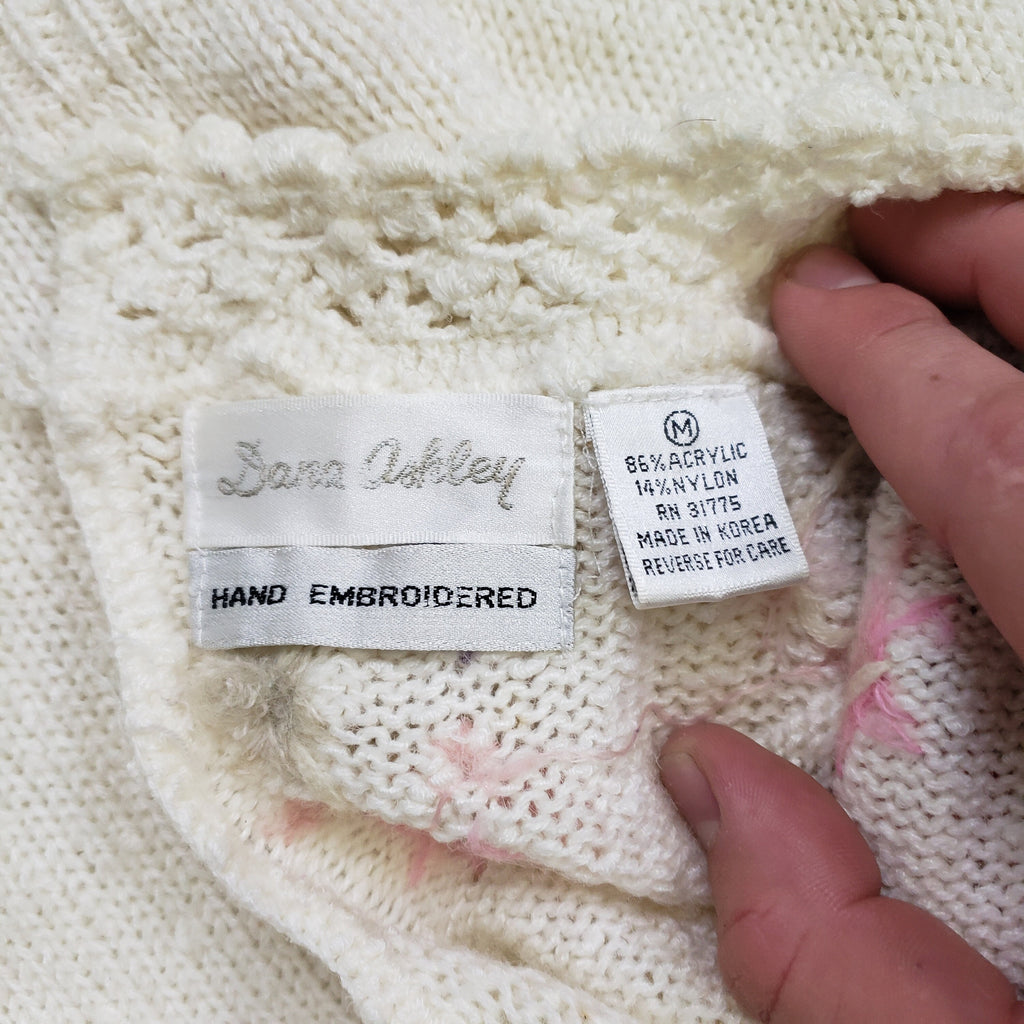 Dana Ashley
HAND EMBROIDERED
M
86% ACRYLIC
14% NYLON
RN 31775
MADE IN KOREA
REVERSE FOR CARE